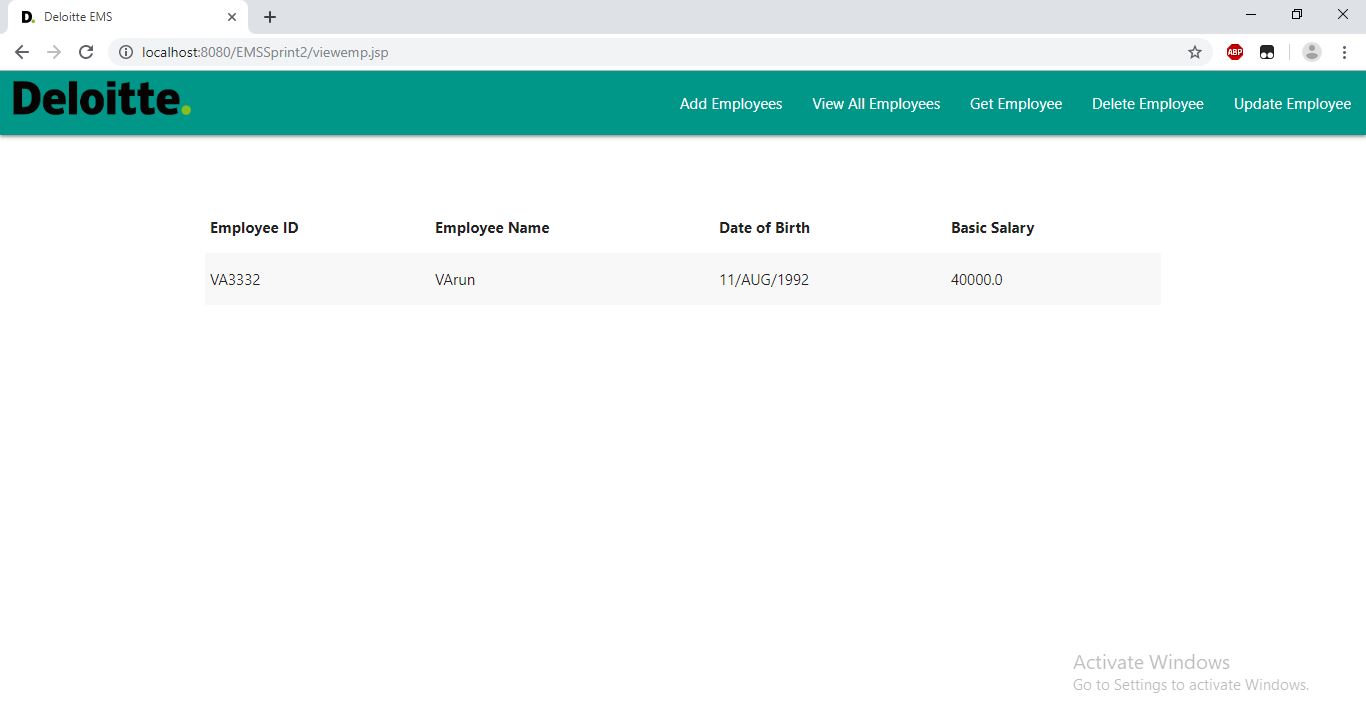 D. Deloitte EMS
localhost:8080/EMSSprint2/viewemp.jsp
ABP
Deloitte.
Add Employees View All Employees Get Employee Delete Employee Update Employee
Employee ID Employee Name Date of Birth Basic Salary
VA3332 VArun 11/AUG/1992 40000.0
Activate Windows
Go to Settings to activate Windows.